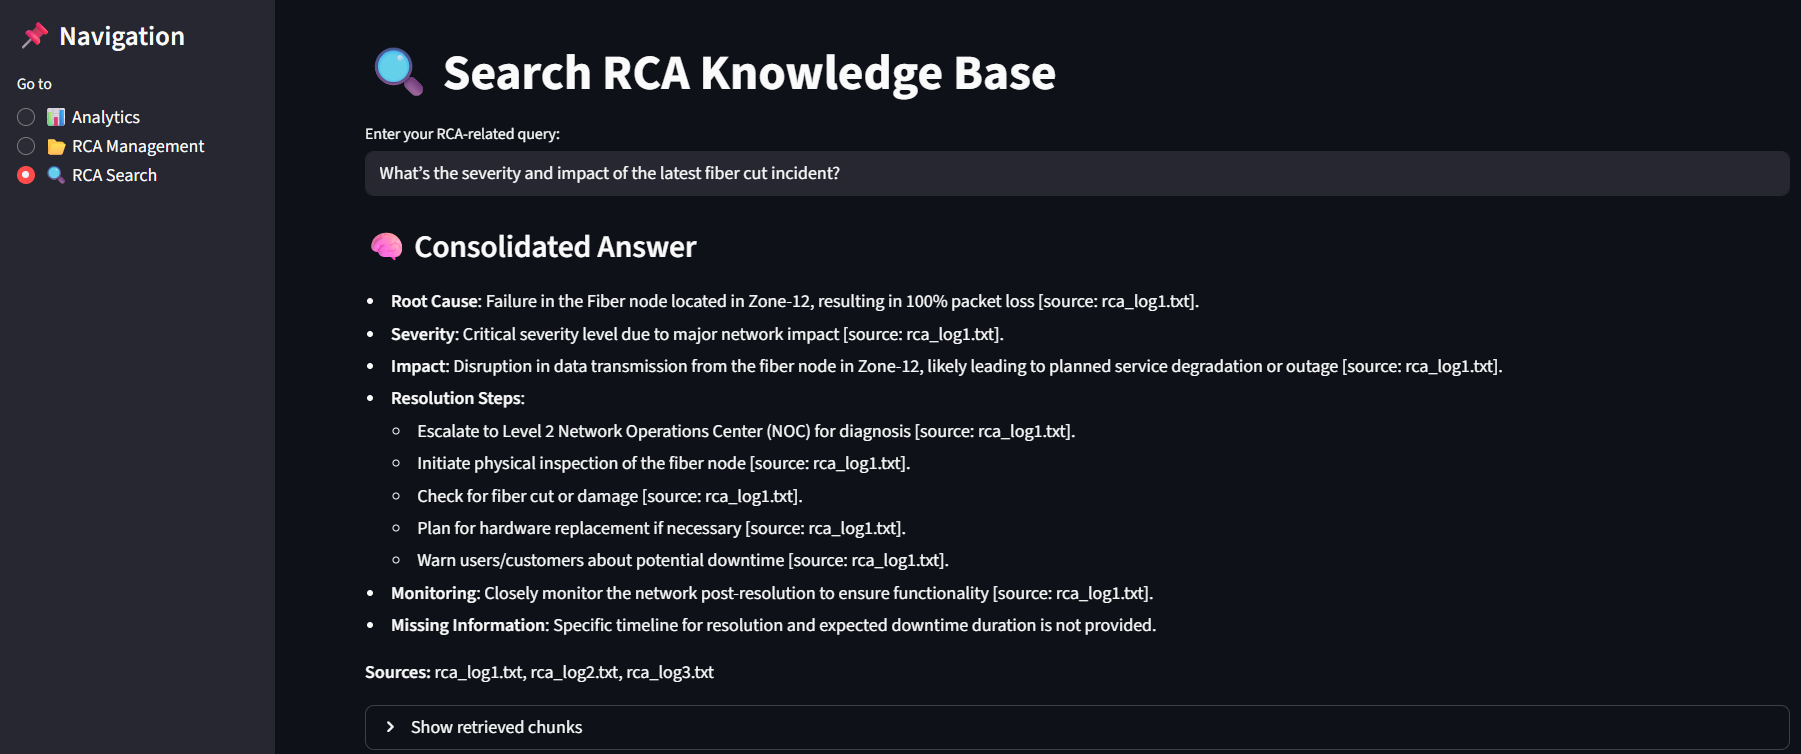 Navigation
Go to
Analytics
RCA Management
RCA Search
Search RCA Knowledge Base
Enter your RCA-related query:
What’s the severity and impact of the latest fiber cut incident?
Consolidated Answer
• Root Cause: Failure in the Fiber node located in Zone-12, resulting in 100% packet loss [source: rca_log1.txt].
• Severity: Critical severity level due to major network impact [source: rca_log1.txt].
• Impact: Disruption in data transmission from the fiber node in Zone-12, likely leading to planned service degradation or outage [source: rca_log1.txt].
• Resolution Steps:
◦ Escalate to Level 2 Network Operations Center (NOC) for diagnosis [source: rca_log1.txt].
◦ Initiate physical inspection of the fiber node [source: rca_log1.txt].
◦ Check for fiber cut or damage [source: rca_log1.txt].
◦ Plan for hardware replacement if necessary [source: rca_log1.txt].
◦ Warn users/customers about potential downtime [source: rca_log1.txt].
• Monitoring: Closely monitor the network post-resolution to ensure functionality [source: rca_log1.txt].
• Missing Information: Specific timeline for resolution and expected downtime duration is not provided.
Sources: rca_log1.txt, rca_log2.txt, rca_log3.txt
Show retrieved chunks